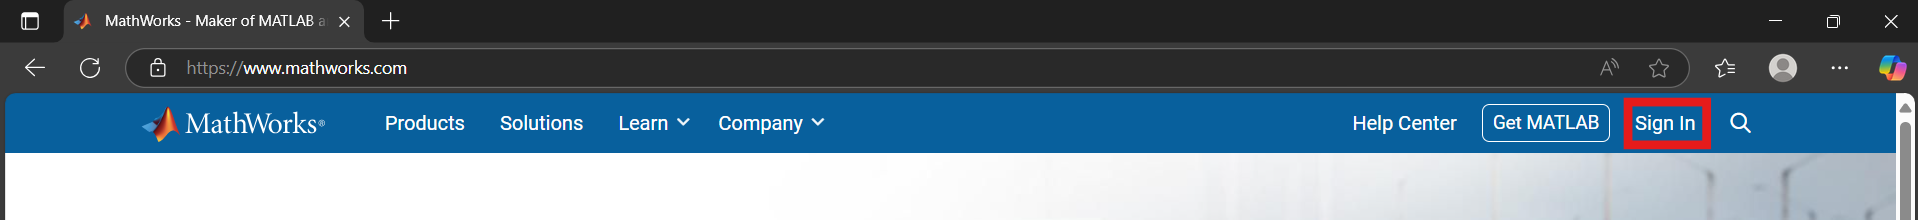 MathWorks - Maker of MATLAB a
https://www.mathworks.com
MathWorks®
Products
Solutions
Learn
Company
Help Center
Get MATLAB
Sign In